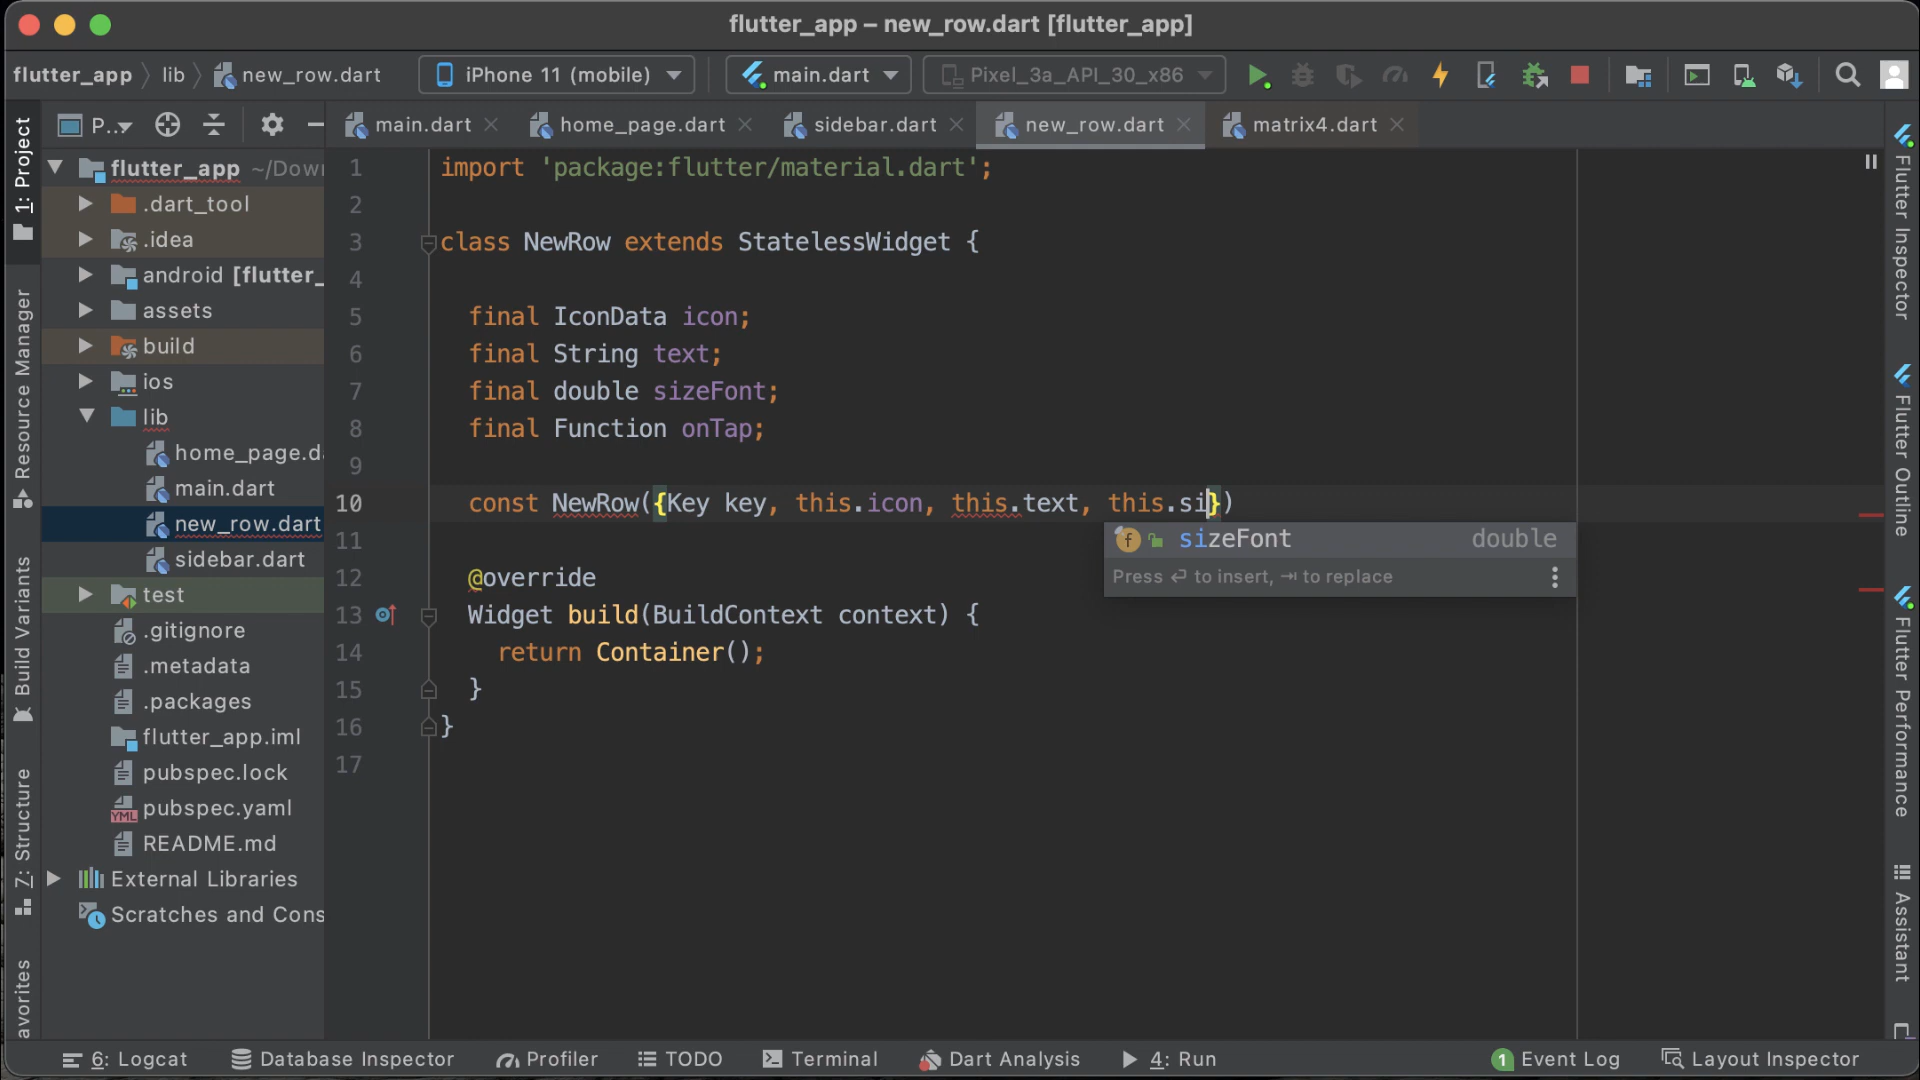 flutter_app – new_row.dart [flutter_app]
flutter_app lib new_row.dart iPhone 11 (mobile) main.dart Pixel_3a_API_30_x86
P.. main.dart home_page.dart sidebar.dart new_row.dart matrix4.dart
1: Project
Resource Manager
Build Variants
Z: Structure
avorites
flutter_app ~/Dow
.dart_tool
.idea
android [flutter_
assets
build
ios
lib
home_page.d
main.dart
new_row.dart
sidebar.dart
test
.gitignore
.metadata
.packages
flutter_app.iml
pubspec.lock
YML pubspec.yaml
README.md
External Libraries
Scratches and Cons
1 import 'package:flutter/material.dart';
2
3 class NewRow extends StatelessWidget {
4
5 final IconData icon;
6 final String text;
7 final double sizeFont;
8 final Function onTap;
9
10 const NewRow({Key key, this.icon, this.text, this.si})
11
f sizeFont double
Press ↩ to insert, ⇥ to replace
12 @override
13 Widget build(BuildContext context) {
14 return Container();
15 }
16 }
17
Flutter Inspector
Flutter Outline
Flutter Performance
Assistant
6: Logcat Database Inspector Profiler TODO Terminal Dart Analysis 4: Run 1 Event Log Layout Inspector